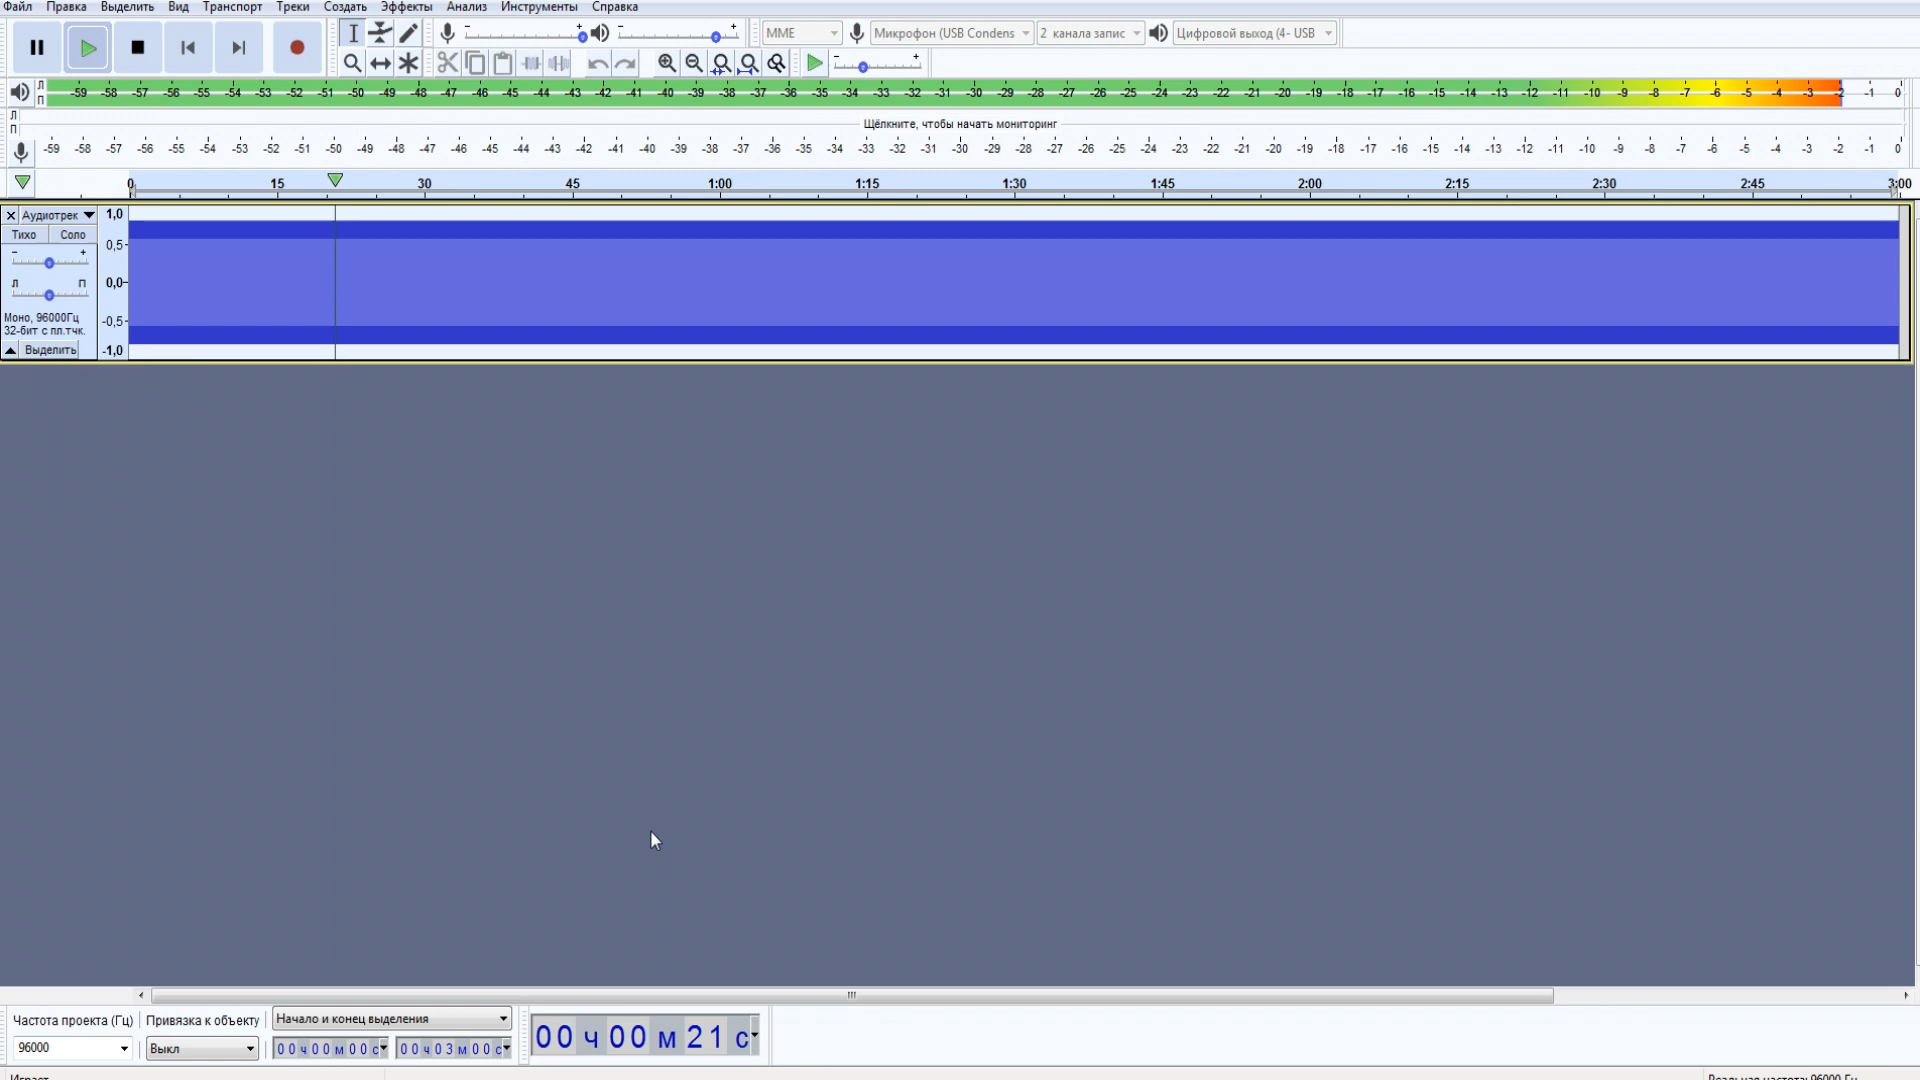 Файл Правка Выделить Вид Транспорт Треки Создать Эффекты Анализ Инструменты Справка
MME Микрофон (USB Condens 2 канала запис Цифровой выход (4- USB
Л
П
-59 -58 -57 -56 -55 -54 -53 -52 -51 -50 -49 -48 -47 -46 -45 -44 -43 -42 -41 -40 -39 -38 -37 -36 -35 -34 -33 -32 -31 -30 -29 -28 -27 -26 -25 -24 -23 -22 -21 -20 -19 -18 -17 -16 -15 -14 -13 -12 -11 -10 -9 -8 -7 -6 -5 -4 -3 -2 -1 0
Л
П
Щёлкните, чтобы начать мониторинг
-59 -58 -57 -56 -55 -54 -53 -52 -51 -50 -49 -48 -47 -46 -45 -44 -43 -42 -41 -40 -39 -38 -37 -36 -35 -34 -33 -32 -31 -30 -29 -28 -27 -26 -25 -24 -23 -22 -21 -20 -19 -18 -17 -16 -15 -14 -13 -12 -11 -10 -9 -8 -7 -6 -5 -4 -3 -2 -1 0
0 15 30 45 1:00 1:15 1:30 1:45 2:00 2:15 2:30 2:45 3:00
Аудиотрек 1,0
Тихо Соло
0,5
- +
Л П
0,0
Моно, 96000Гц
-0,5
32-бит с пл.тчк.
Выделить -1,0
Частота проекта (Гц) Привязка к объекту Начало и конец выделения
96000 Выкл 00 ч 00 м 00 с 00 ч 03 м 00 с
00 ч 00 м 21 с
Играет
Реальная частота: 96000 Гц